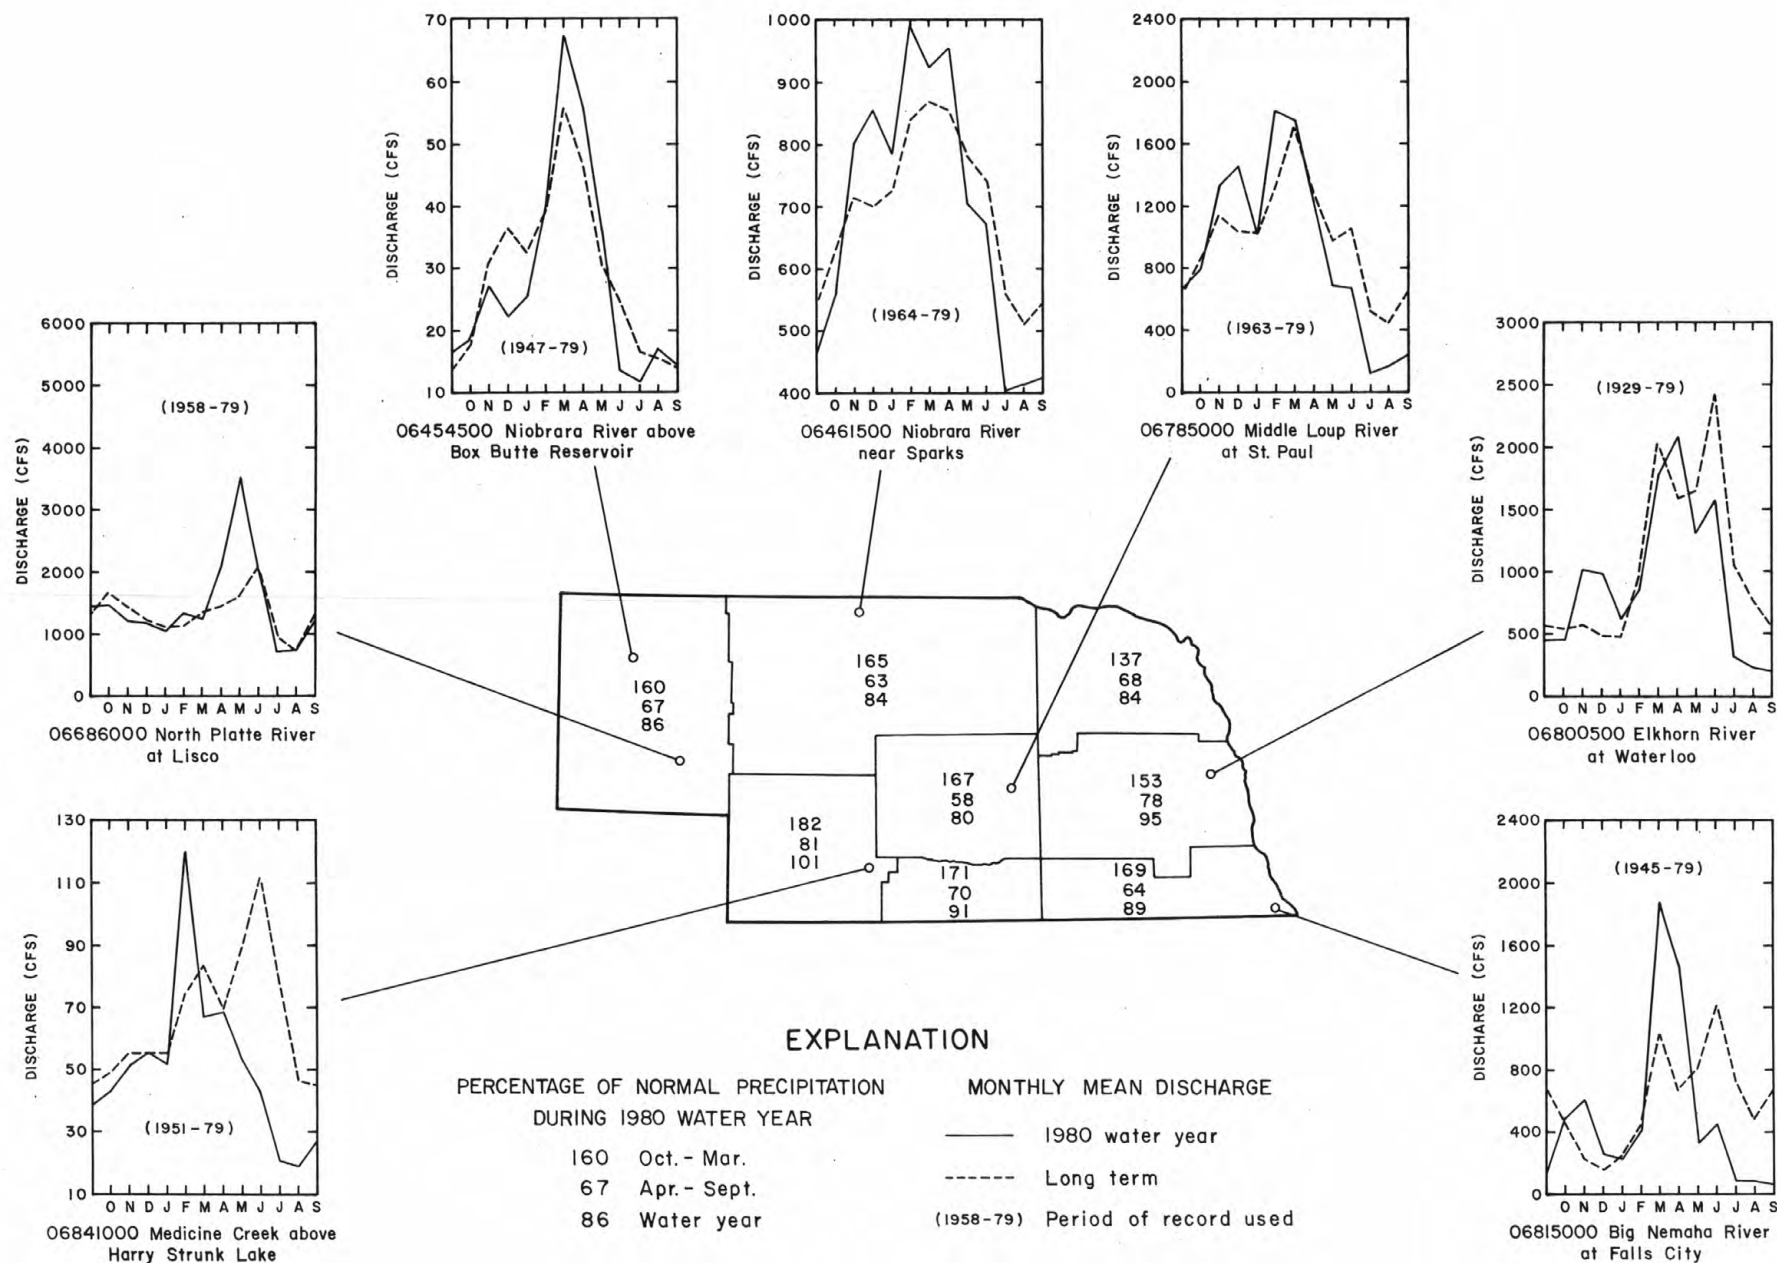 70
60
50
40
30
20
10
DISCHARGE (CFS)
(1947-79)
O N D J F M A M J J A S
06454500 Niobrara River above
Box Butte Reservoir
1000
900
800
700
600
500
400
DISCHARGE (CFS)
(1964-79)
O N D J F M A M J J A S
06461500 Niobrara River
near Sparks
2400
2000
1600
1200
800
400
0
DISCHARGE (CFS)
(1963-79)
O N D J F M A M J J A S
06785000 Middle Loup River
at St. Paul
6000
5000
4000
3000
2000
1000
0
DISCHARGE (CFS)
(1958-79)
O N D J F M A M J J A S
06686000 North Platte River
at Lisco
3000
2500
2000
1500
1000
500
0
DISCHARGE (CFS)
(1929-79)
O N D J F M A M J J A S
06800500 Elkhorn River
at Waterloo
160
67
86
165
63
84
137
68
84
182
81
101
167
58
80
153
78
95
171
70
91
169
64
89
130
110
90
70
50
30
10
DISCHARGE (CFS)
(1951-79)
O N D J F M A M J J A S
06841000 Medicine Creek above
Harry Strunk Lake
2400
2000
1600
1200
800
400
0
DISCHARGE (CFS)
(1945-79)
O N D J F M A M J J A S
06815000 Big Nemaha River
at Falls City
EXPLANATION
PERCENTAGE OF NORMAL PRECIPITATION
DURING 1980 WATER YEAR
160 Oct.- Mar.
67 Apr.- Sept.
86 Water year
MONTHLY MEAN DISCHARGE
1980 water year
Long term
(1958-79) Period of record used